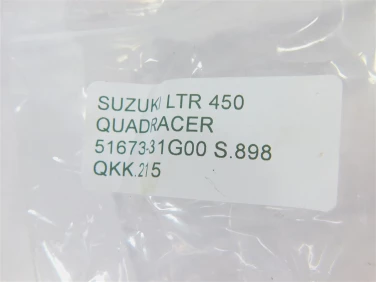 SUZUKI LTR 450
QUADRACER
51673-31G00 S.898
QKK.215